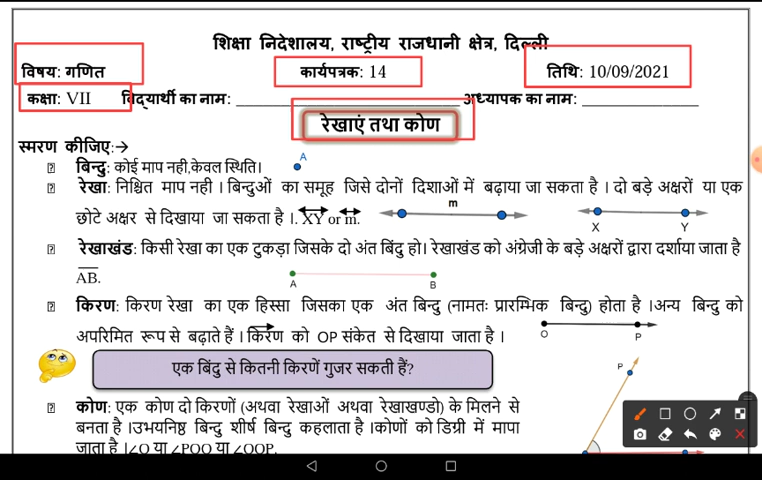 शिक्षा निदेशालय, राष्ट्रीय राजधानी क्षेत्र, दिल्ली
विषय: गणित कार्यपत्रक: 14 तिथि: 10/09/2021
कक्षा: VII विद्यार्थी का नाम: ____________________ अध्यापक का नाम: ______________
रेखाएं तथा कोण
स्मरण कीजिए:→
बिन्दु: कोई माप नही,केवल स्थिति। A
रेखा: निश्चित माप नही । बिन्दुओं का समूह जिसे दोनों दिशाओं में बढ़ाया जा सकता है । दो बड़े अक्षरों या एक
छोटे अक्षर से दिखाया जा सकता है ।. XY or m. m X Y
रेखाखंड: किसी रेखा का एक टुकड़ा जिसके दो अंत बिंदु हो। रेखाखंड को अंग्रेजी के बड़े अक्षरों द्वारा दर्शाया जाता है
AB. A B
किरण: किरण रेखा का एक हिस्सा जिसका एक अंत बिन्दु (नामतः प्रारम्भिक बिन्दु) होता है ।अन्य बिन्दु को
अपरिमित रूप से बढ़ाते हैं । किरण को OP संकेत से दिखाया जाता है । O P
एक बिंदु से कितनी किरणें गुजर सकती हैं?
P
कोण: एक कोण दो किरणों (अथवा रेखाओं अथवा रेखाखण्डो) के मिलने से
बनता है ।उभयनिष्ठ बिन्दु शीर्ष बिन्दु कहलाता है ।कोणों को डिग्री में मापा
जाता है ।∠O या ∠POQ या ∠QOP.